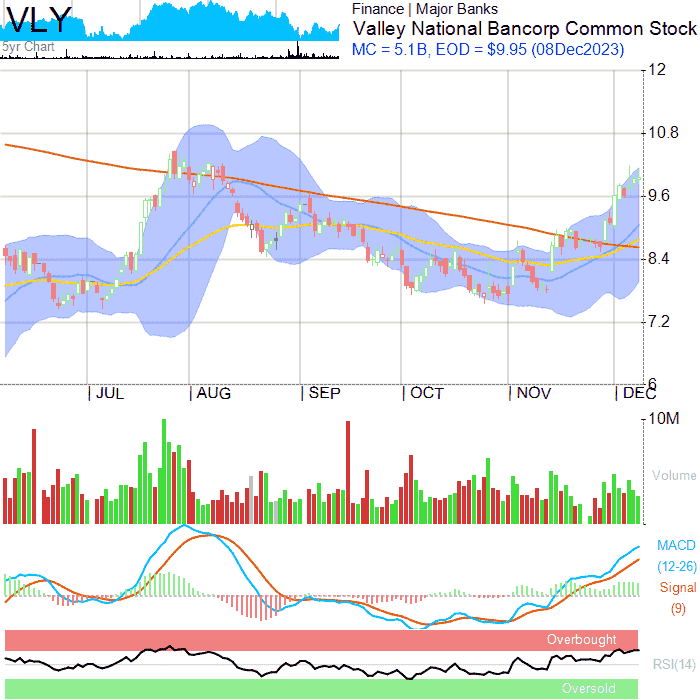 VLY
5yr Chart
Finance | Major Banks
Valley National Bancorp Common Stock
MC = 5.1B, EOD = $9.95 (08Dec2023)
12
10.8
9.6
8.4
7.2
6
JUL AUG SEP OCT NOV DEC
10M
Volume
MACD
(12-26)
Signal
(9)
Overbought
RSI(14)
Oversold